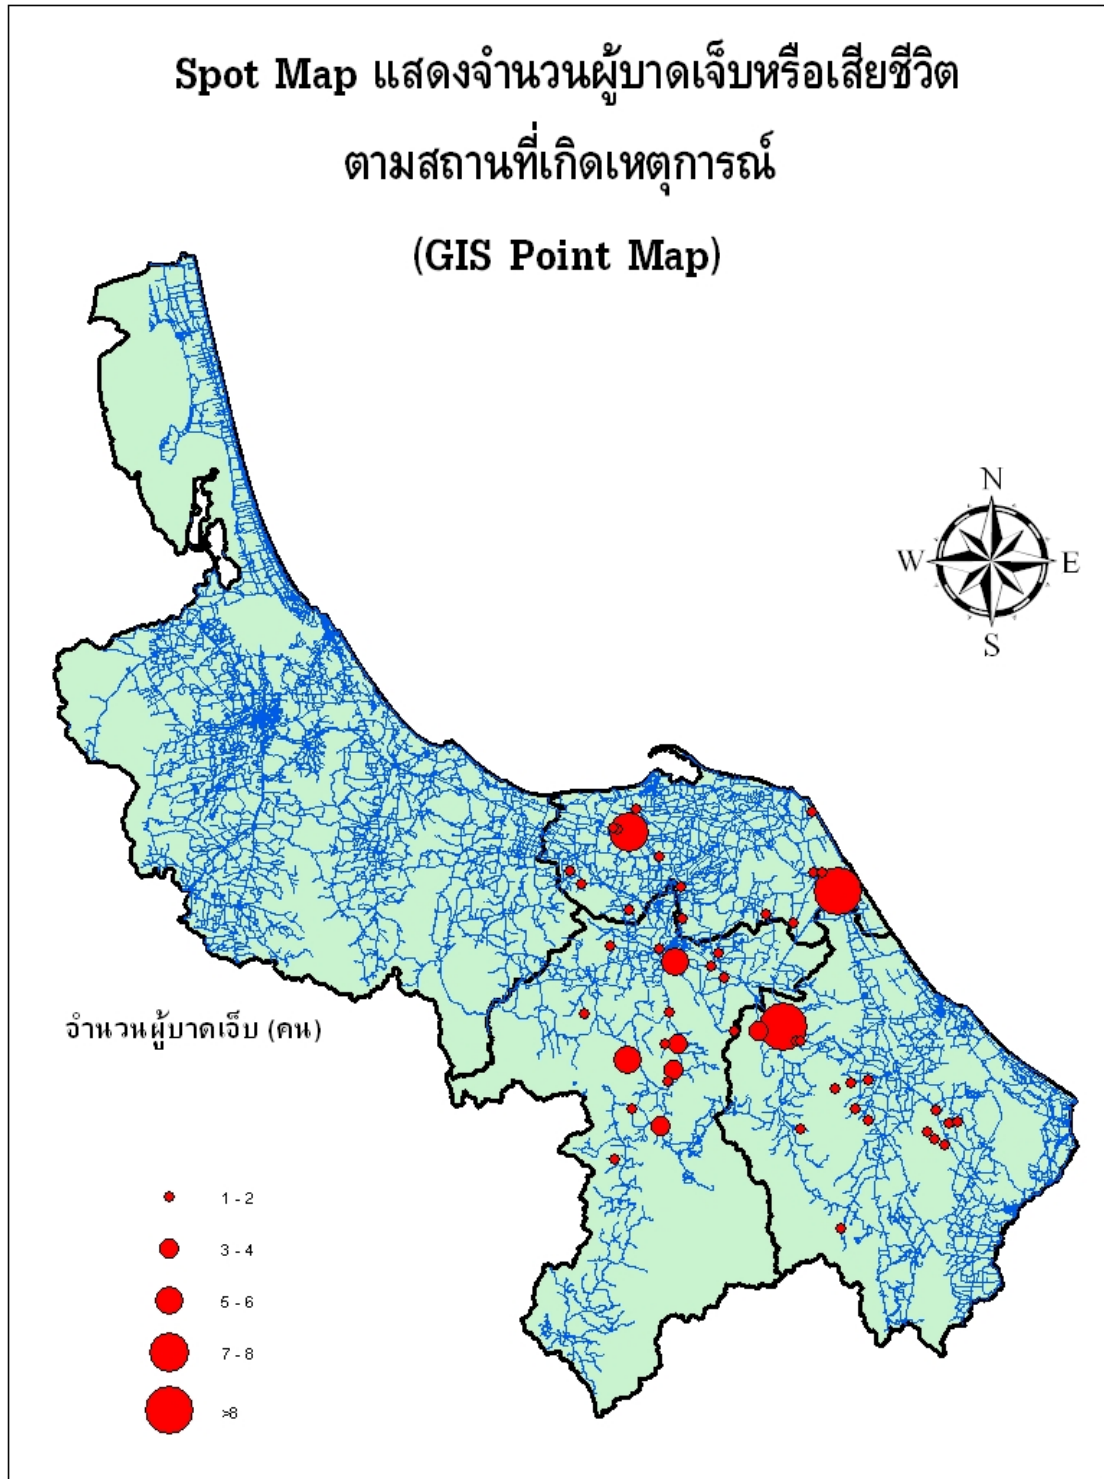 Spot Map แสดงจำนวนผู้บาดเจ็บหรือเสียชีวิต
ตามสถานที่เกิดเหตุการณ์
(GIS Point Map)
N
W
E
S
จำนวนผู้บาดเจ็บ (คน)
1 - 2
3 - 4
5 - 6
7 - 8
>8